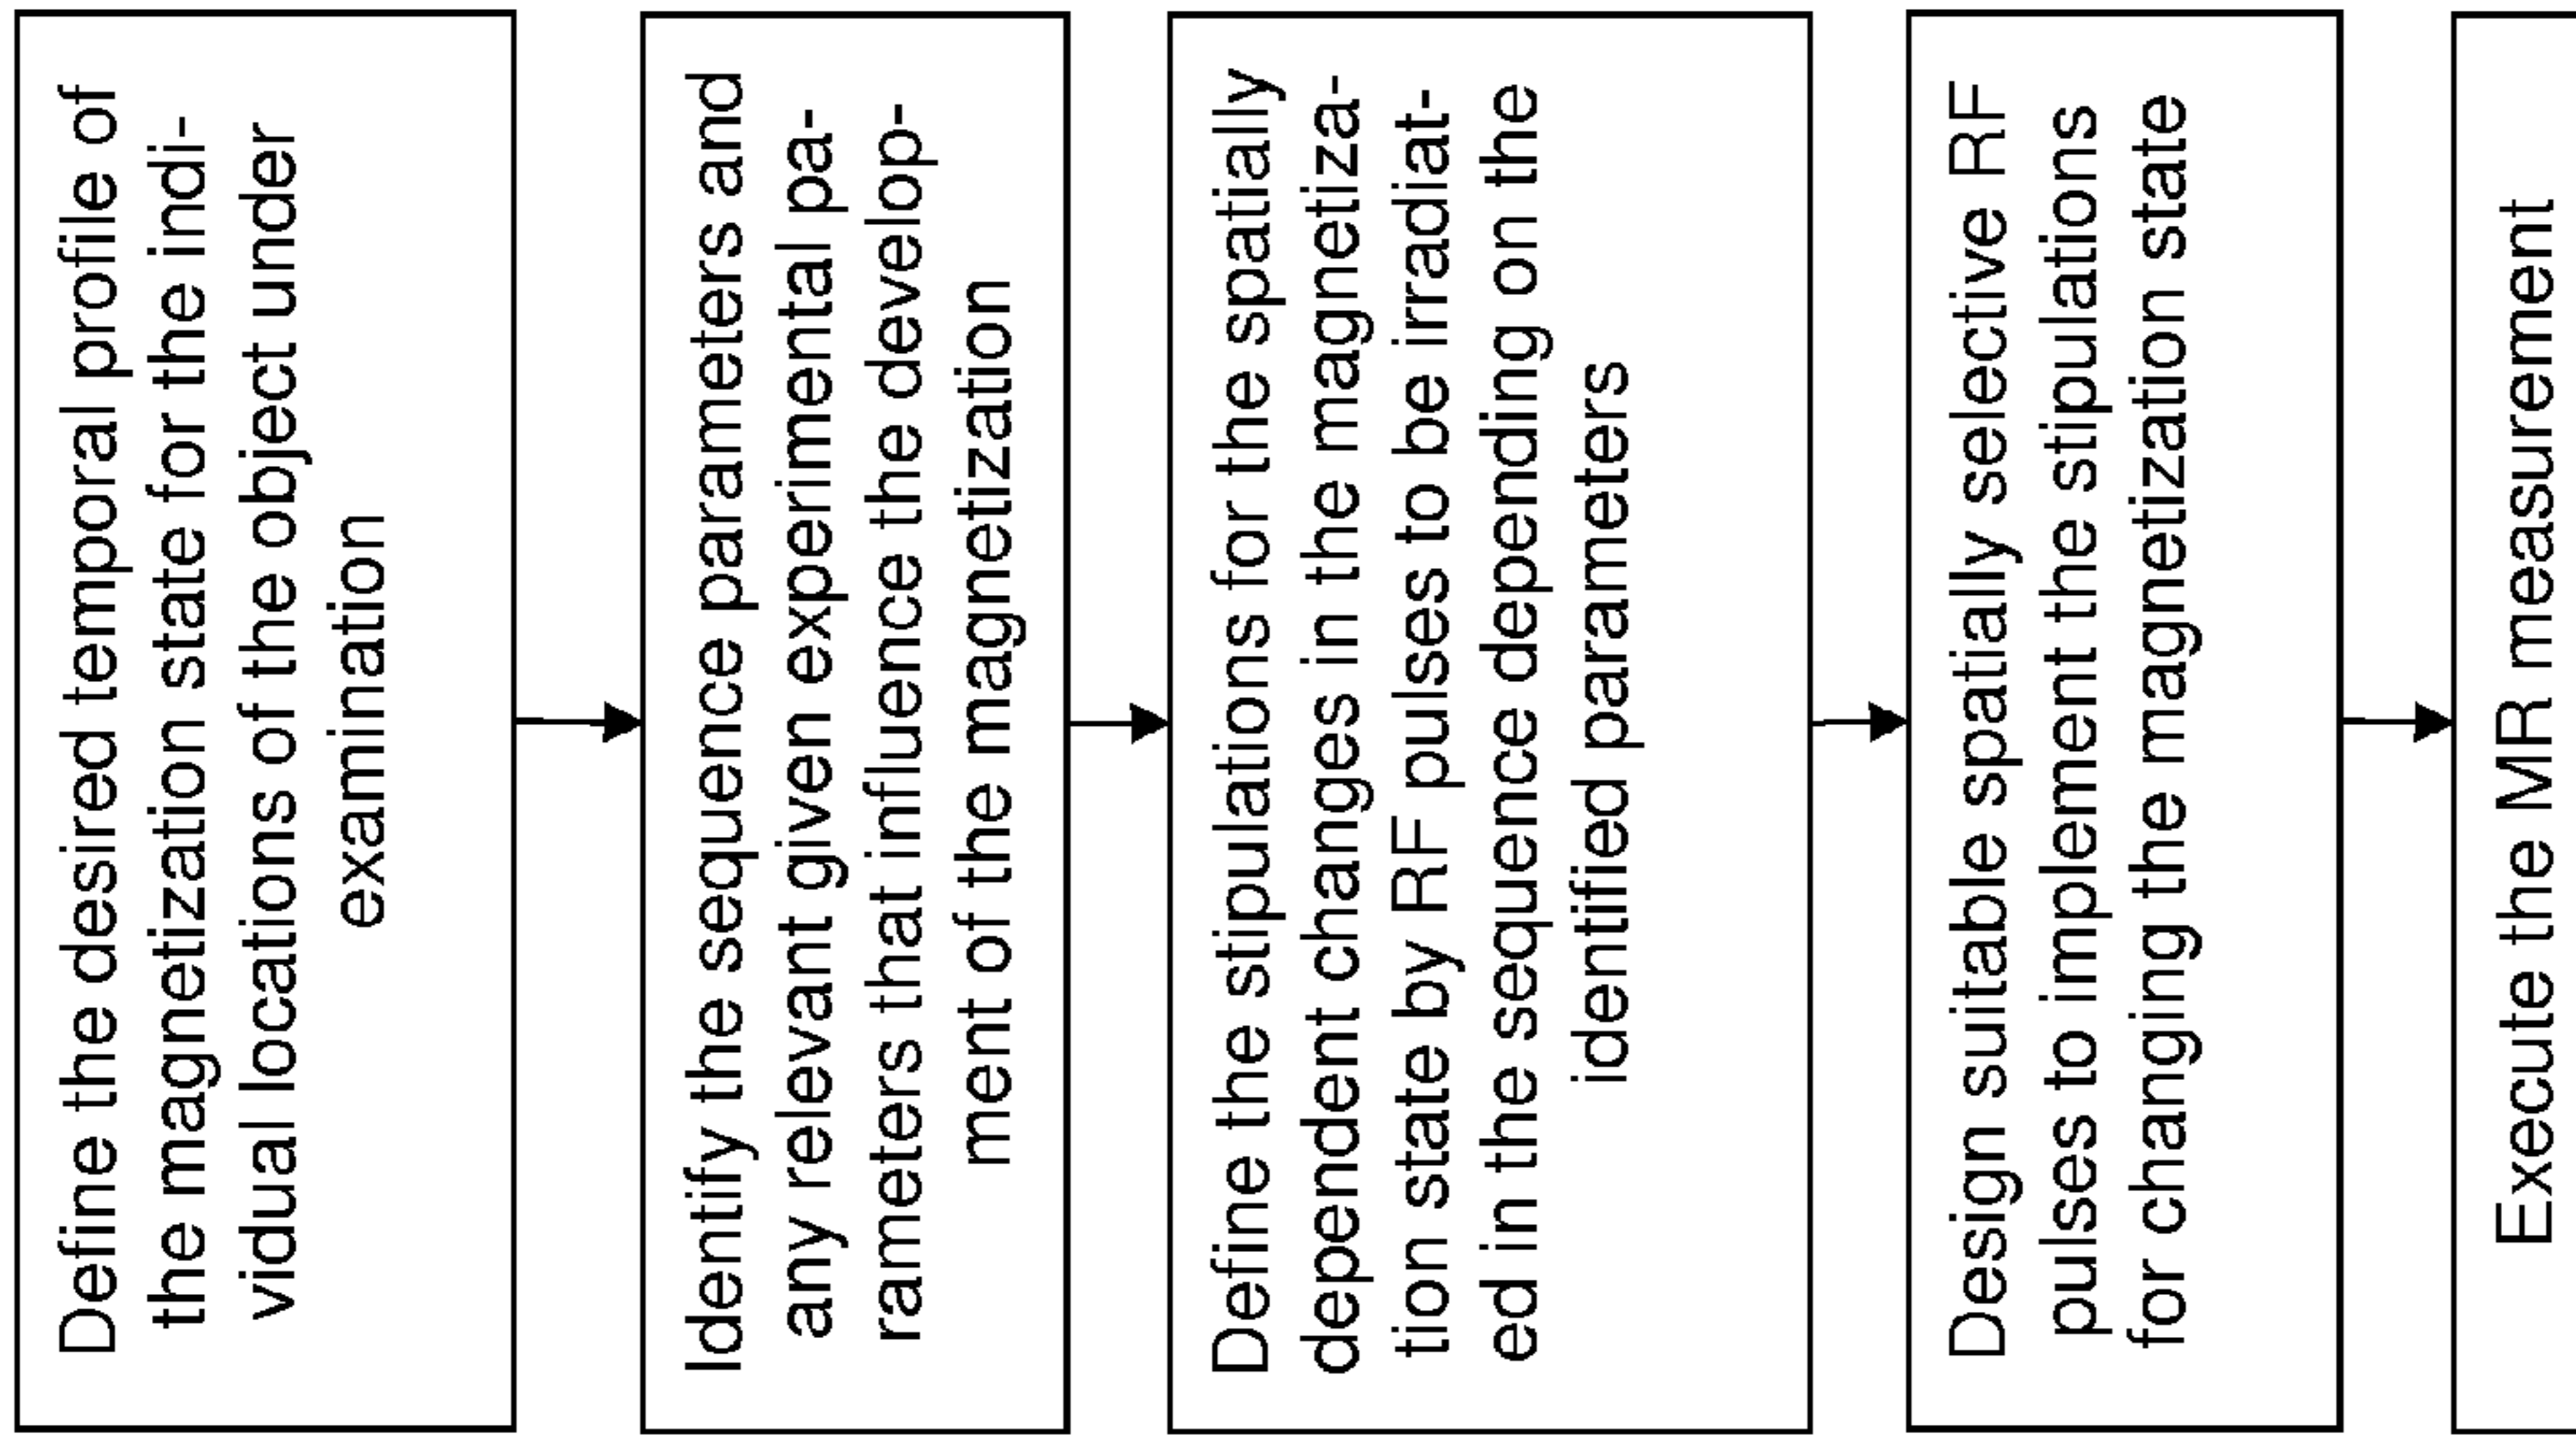 Define the desired temporal profile of
the magnetization state for the indi-
vidual locations of the object under
examination
Identify the sequence parameters and
any relevant given experimental pa-
rameters that influence the develop-
ment of the magnetization
Define the stipulations for the spatially
dependent changes in the magnetiza-
tion state by RF pulses to be irradiat-
ed in the sequence depending on the
identified parameters
Design suitable spatially selective RF
pulses to implement the stipulations
for changing the magnetization state
Execute the MR measurement